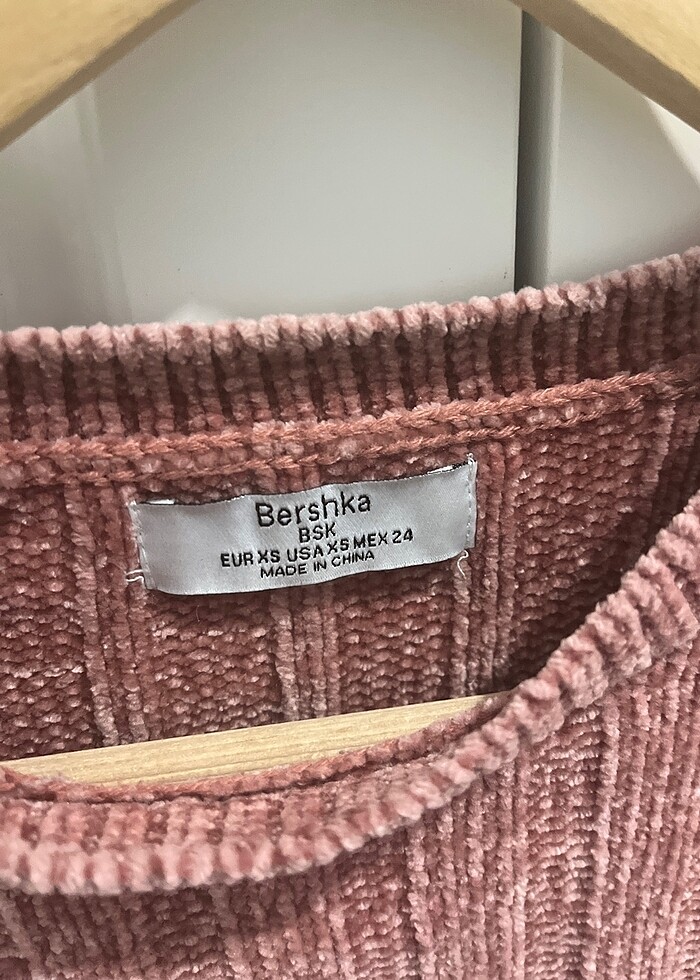 Bershka
BSK
EUR XS USA XS MEX 24
MADE IN CHINA